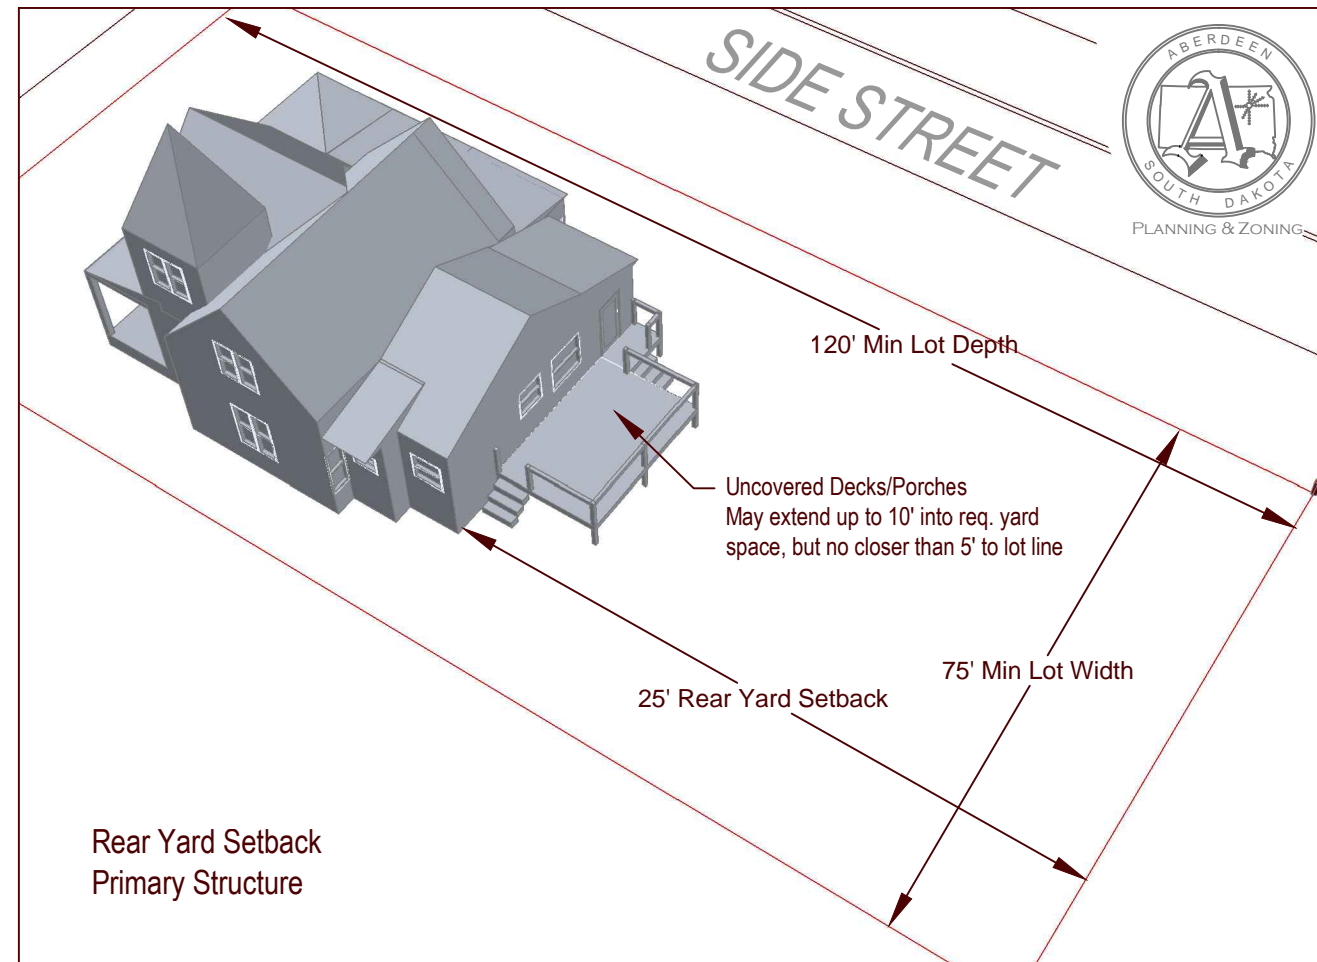 SIDE STREET
ABERDEEN
A
SOUTH DAKOTA
PLANNING & ZONING
120' Min Lot Depth
Uncovered Decks/Porches
May extend up to 10' into req. yard
space, but no closer than 5' to lot line
75' Min Lot Width
25' Rear Yard Setback
Rear Yard Setback
Primary Structure